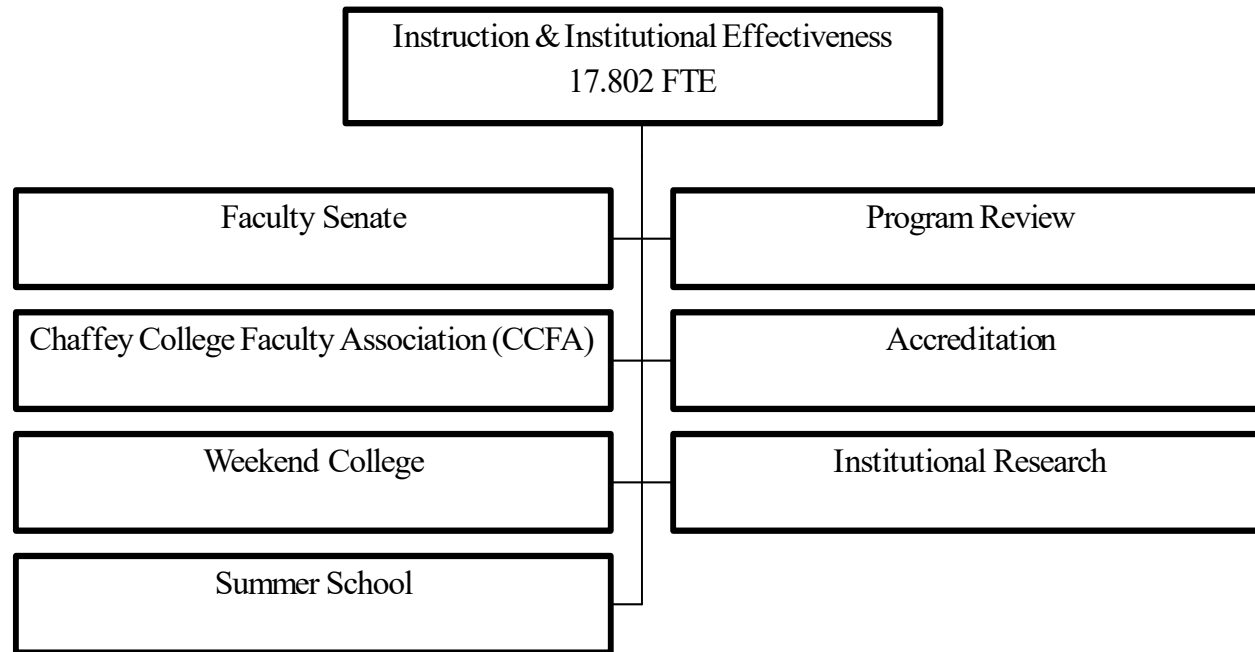 Instruction & Institutional Effectiveness
17.802 FTE
Faculty Senate
Program Review
Chaffey College Faculty Association (CCFA)
Accreditation
Weekend College
Institutional Research
Summer School